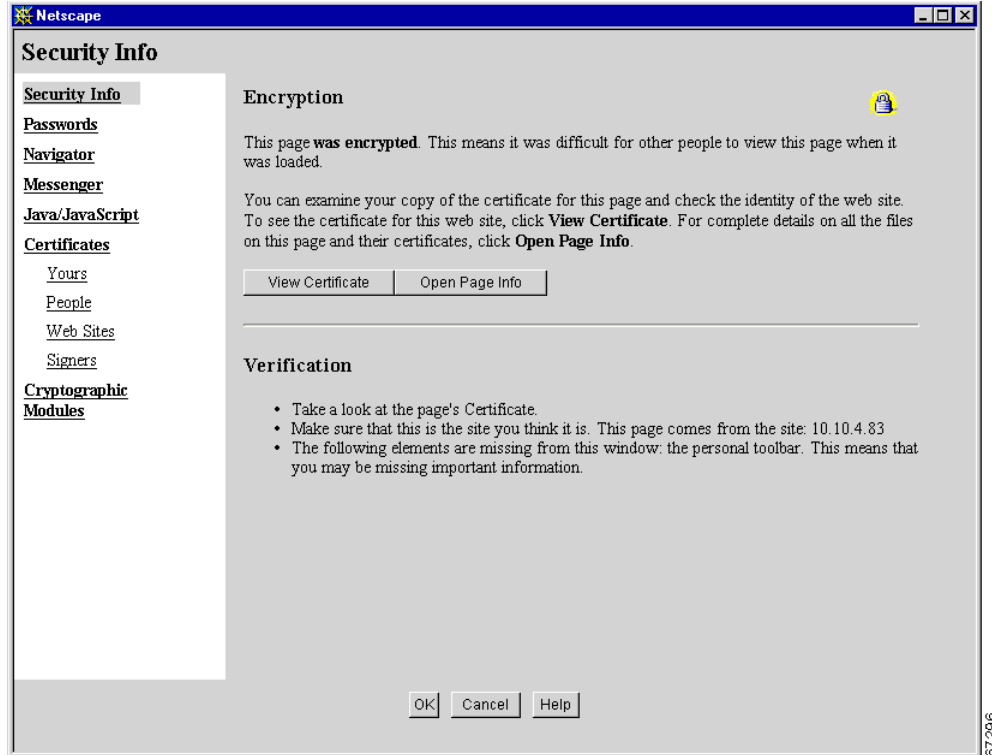 Netscape
Security Info
Security Info
Passwords
Navigator
Messenger
Java/JavaScript
Certificates
Yours
People
Web Sites
Signers
Cryptographic
Modules
Encryption
This page was encrypted. This means it was difficult for other people to view this page when it
was loaded.
You can examine your copy of the certificate for this page and check the identity of the web site.
To see the certificate for this web site, click View Certificate. For complete details on all the files
on this page and their certificates, click Open Page Info.
View Certificate
Open Page Info
Verification
• Take a look at the page's Certificate.
• Make sure that this is the site you think it is. This page comes from the site: 10.10.4.83
• The following elements are missing from this window: the personal toolbar. This means that
you may be missing important information.
OK
Cancel
Help
67296